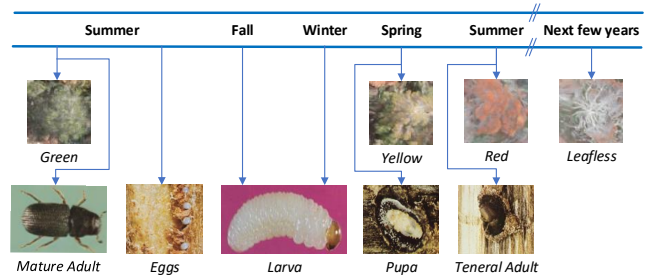 Summer Fall Winter Spring Summer Next few years
Green Yellow Red Leafless
Mature Adult Eggs Larva Pupa Teneral Adult